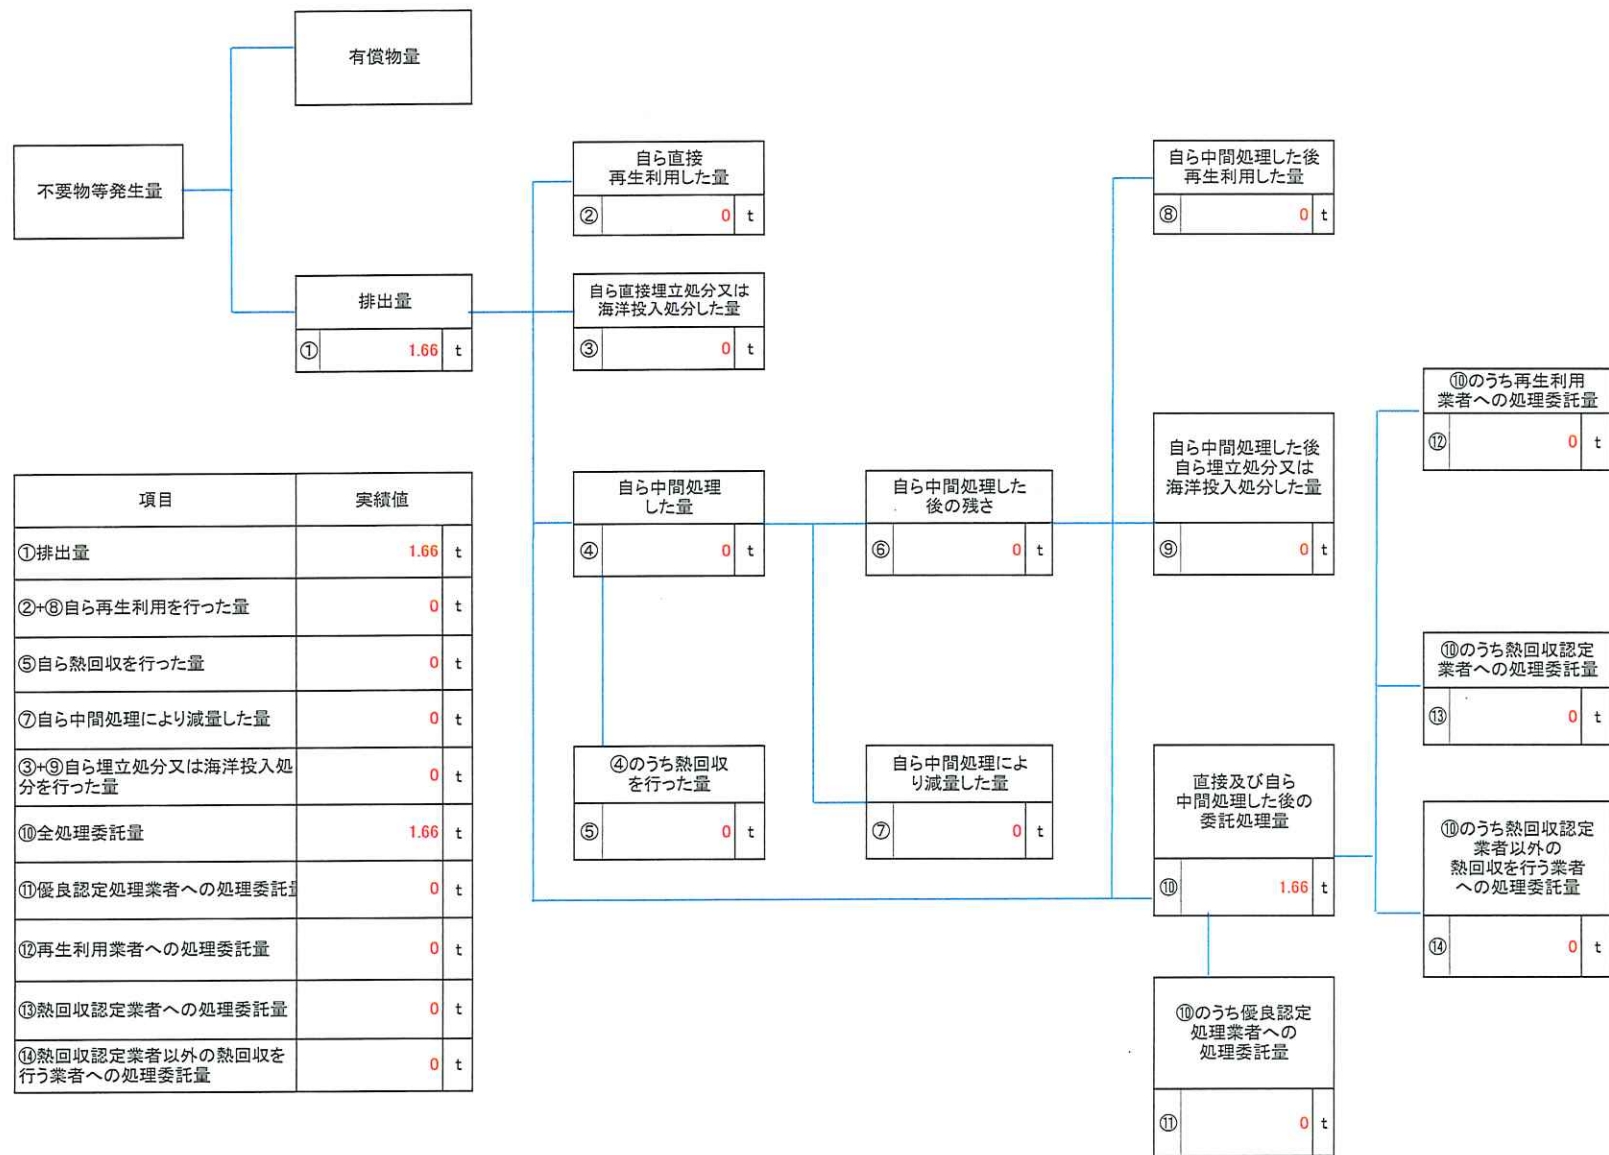 有償物量
不要物等発生量
自ら直接
再生利用した量
② 0 t
自ら中間処理した後
再生利用した量
⑧ 0 t
排出量
① 1.66 t
自ら直接埋立処分又は
海洋投入処分した量
③ 0 t
⑩のうち再生利用
業者への処理委託量
⑫ 0 t
自ら中間処理
した量
④ 0 t
自ら中間処理した
後の残さ
⑥ 0 t
自ら中間処理した後
自ら埋立処分又は
海洋投入処分した量
⑨ 0 t
⑩のうち熱回収認定
業者への処理委託量
⑬ 0 t
④のうち熱回収
を行った量
⑤ 0 t
自ら中間処理によ
り減量した量
⑦ 0 t
直接及び自ら
中間処理した後の
委託処理量
⑩ 1.66 t
⑩のうち熱回収認定
業者以外の
熱回収を行う業者
への処理委託量
⑭ 0 t
⑩のうち優良認定
処理業者への
処理委託量
⑪ 0 t
項目 実績値
①排出量 1.66 t
②+⑧自ら再生利用を行った量 0 t
⑤自ら熱回収を行った量 0 t
⑦自ら中間処理により減量した量 0 t
③+⑨自ら埋立処分又は海洋投入処
分を行った量 0 t
⑩全処理委託量 1.66 t
⑪優良認定処理業者への処理委託量 0 t
⑫再生利用業者への処理委託量 0 t
⑬熱回収認定業者への処理委託量 0 t
⑭熱回収認定業者以外の熱回収を
行う業者への処理委託量 0 t